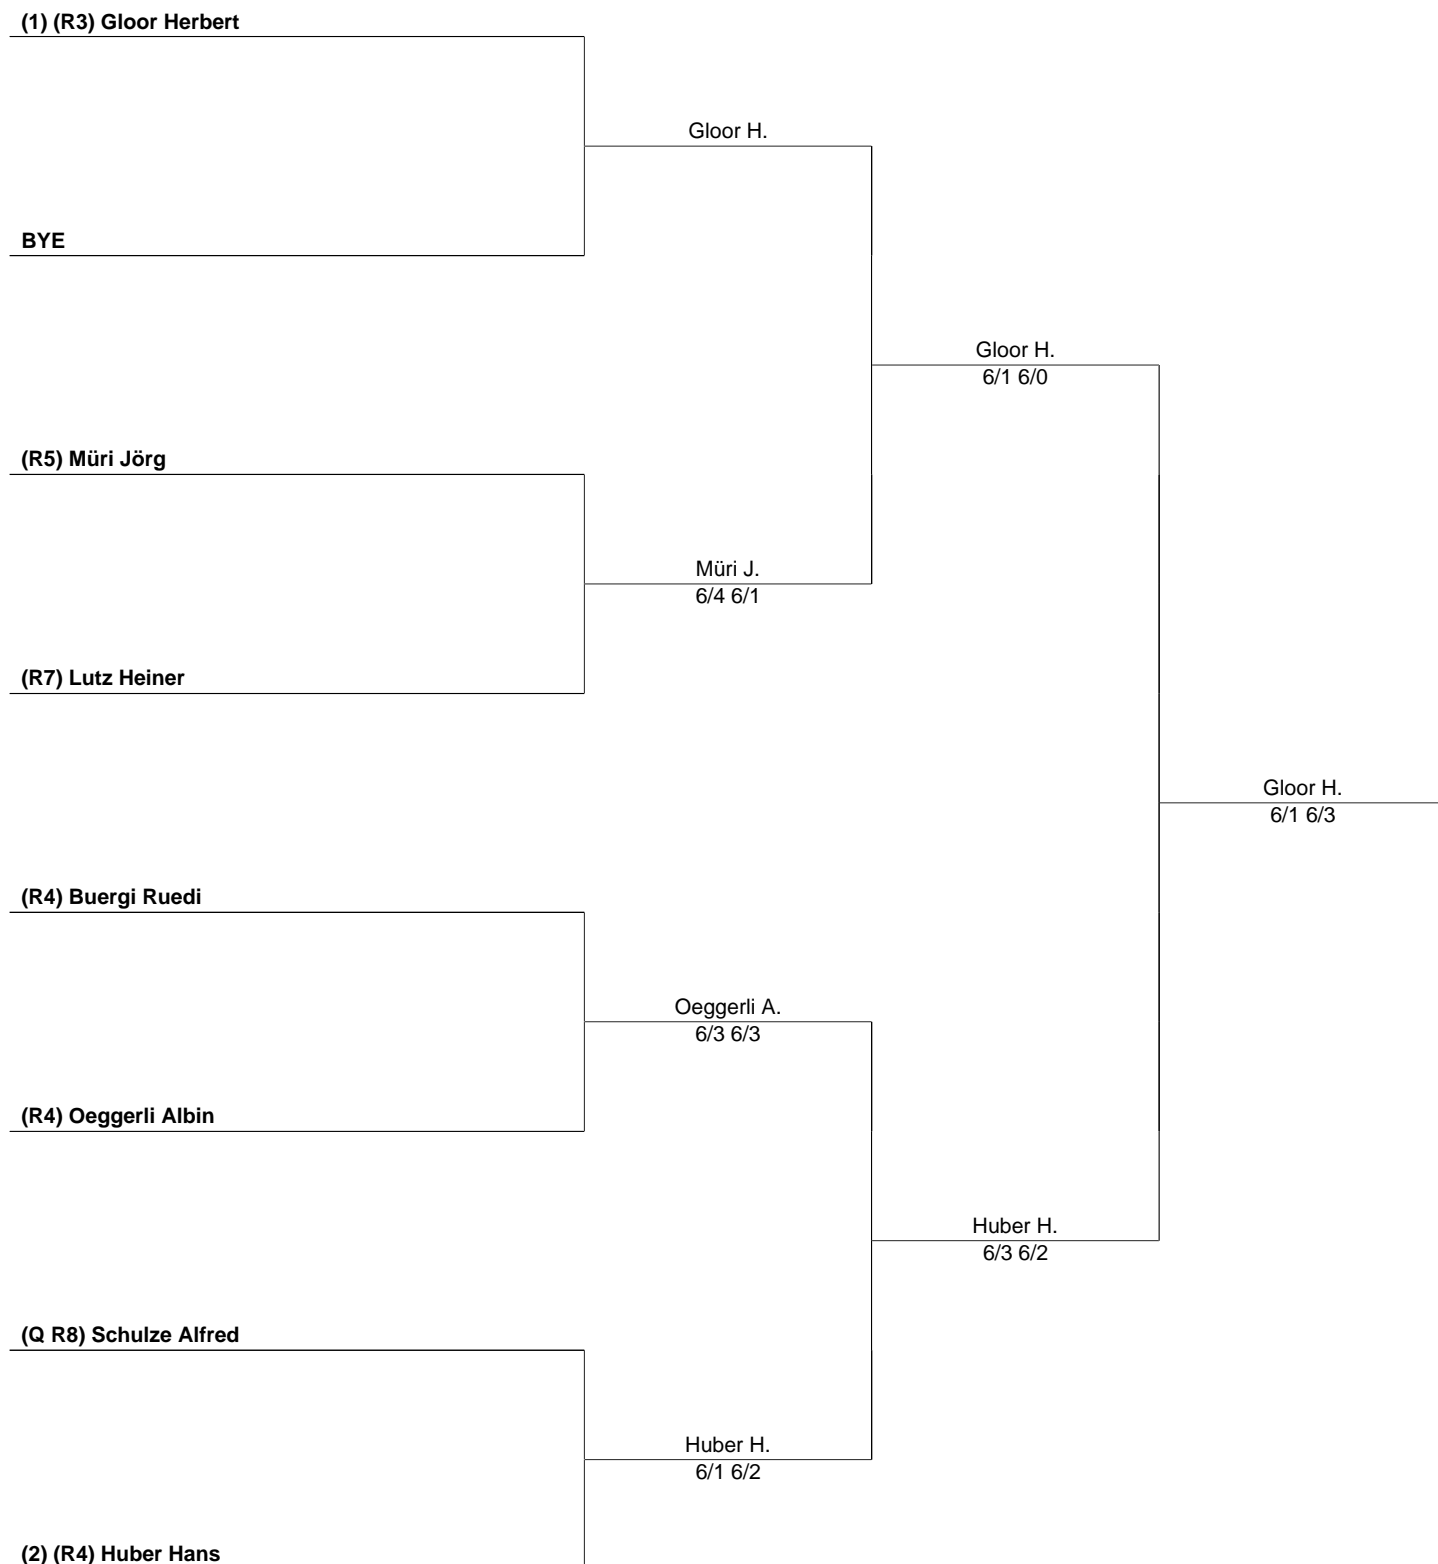 (1) (R3) Gloor Herbert
Gloor H.
BYE
Gloor H.
6/1 6/0
(R5) Müri Jörg
Müri J.
6/4 6/1
(R7) Lutz Heiner
Gloor H.
6/1 6/3
(R4) Buergi Ruedi
Oeggerli A.
6/3 6/3
(R4) Oeggerli Albin
Huber H.
6/3 6/2
(Q R8) Schulze Alfred
Huber H.
6/1 6/2
(2) (R4) Huber Hans